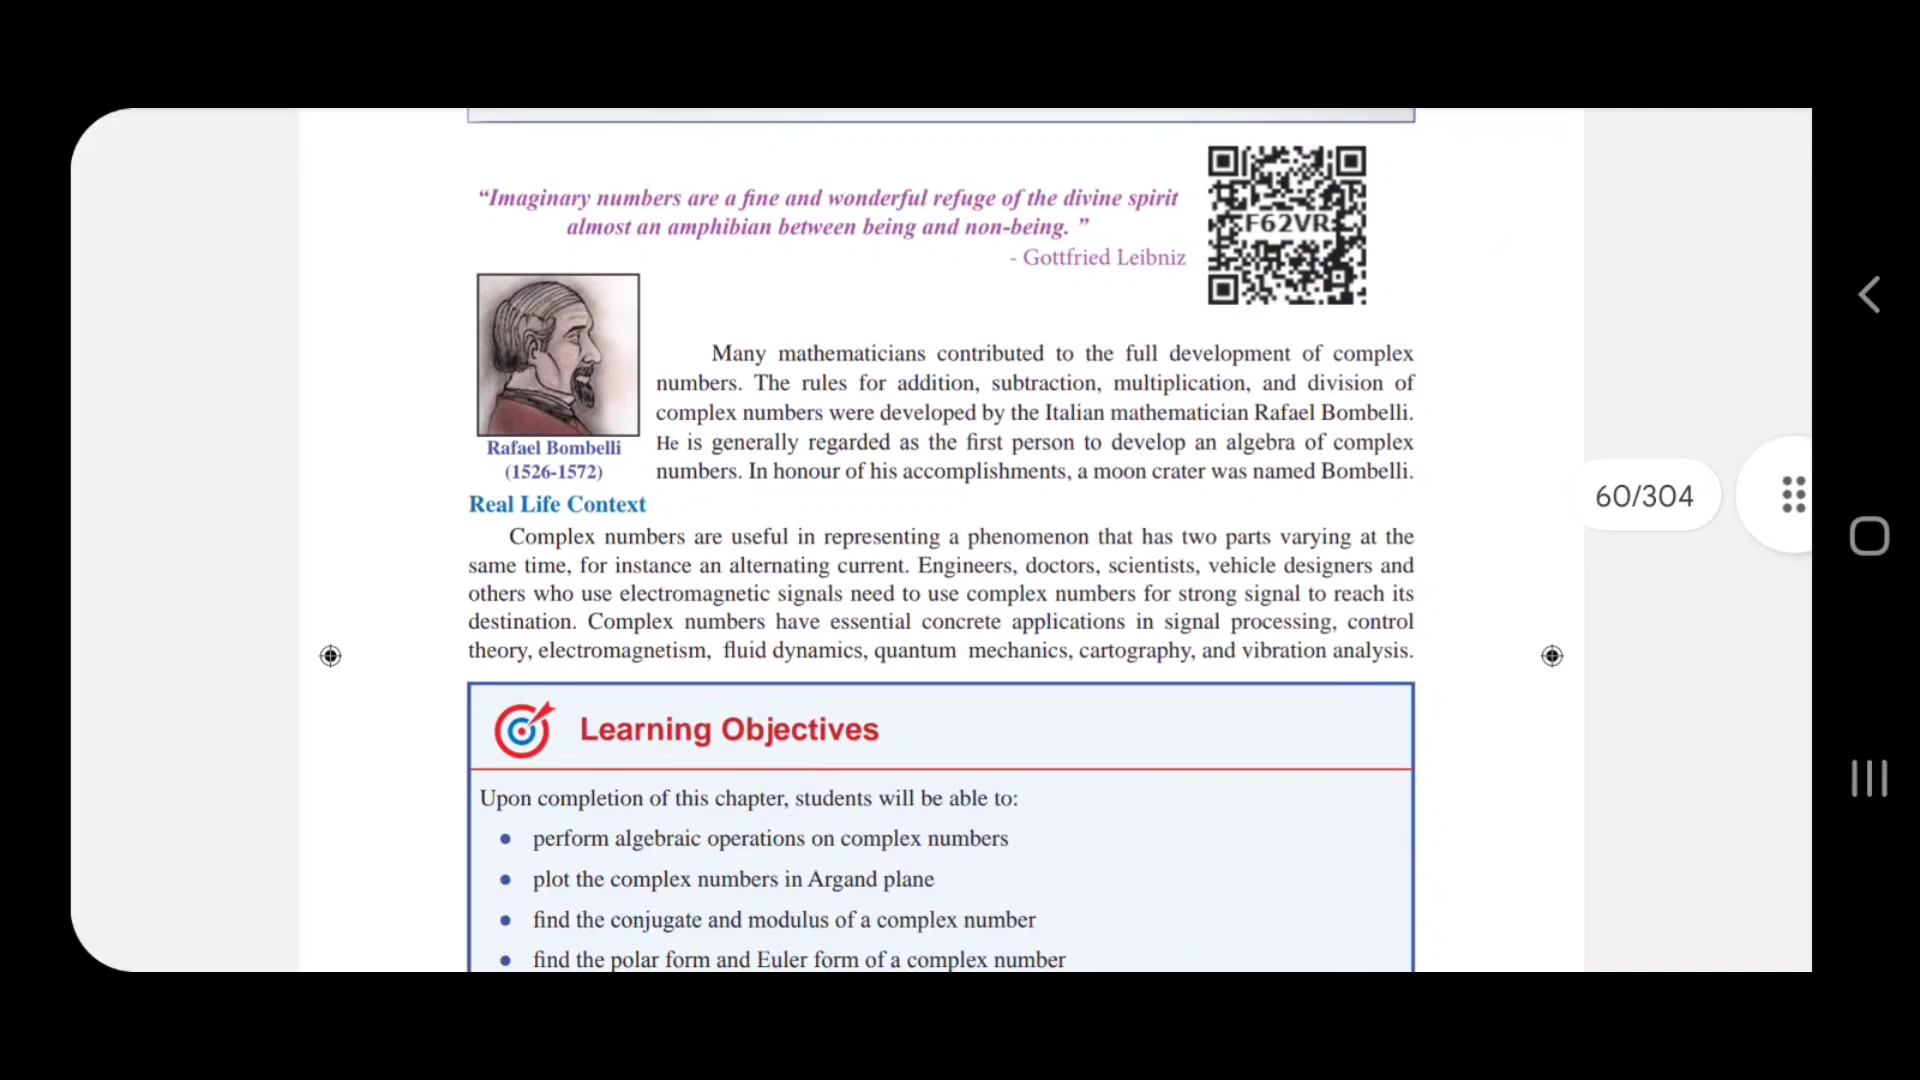 “Imaginary numbers are a fine and wonderful refuge of the divine spirit
almost an amphibian between being and non-being. ”
- Gottfried Leibniz
F62VR
Many mathematicians contributed to the full development of complex
numbers. The rules for addition, subtraction, multiplication, and division of
complex numbers were developed by the Italian mathematician Rafael Bombelli.
He is generally regarded as the first person to develop an algebra of complex
numbers. In honour of his accomplishments, a moon crater was named Bombelli.
Rafael Bombelli
(1526-1572)
Real Life Context
Complex numbers are useful in representing a phenomenon that has two parts varying at the
same time, for instance an alternating current. Engineers, doctors, scientists, vehicle designers and
others who use electromagnetic signals need to use complex numbers for strong signal to reach its
destination. Complex numbers have essential concrete applications in signal processing, control
theory, electromagnetism, fluid dynamics, quantum mechanics, cartography, and vibration analysis.
60/304
Learning Objectives
Upon completion of this chapter, students will be able to:
• perform algebraic operations on complex numbers
• plot the complex numbers in Argand plane
• find the conjugate and modulus of a complex number
• find the polar form and Euler form of a complex number